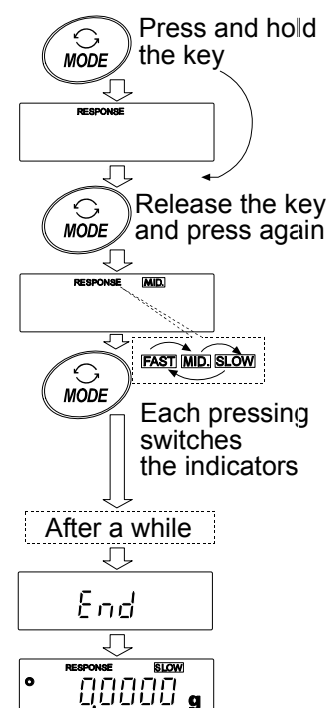 Press and hold
the key
MODE
RESPONSE
Release the key
and press again
MODE
RESPONSE MID.
FAST MID. SLOW
MODE
Each pressing
switches
the indicators
After a while
End
RESPONSE SLOW
0.0000 g